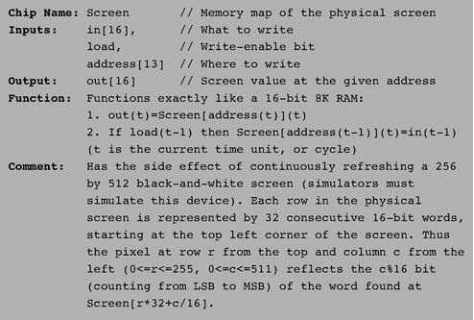 Chip Name: Screen // Memory map of the physical screen
Inputs: in[16], // What to write
load, // Write-enable bit
address[13] // Where to write
Output: out[16] // Screen value at the given address
Function: Functions exactly like a 16-bit 8K RAM:
1. out(t)=Screen[address(t)](t)
2. If load(t-1) then Screen[address(t-1)](t)=in(t-1)
(t is the current time unit, or cycle)
Comment: Has the side effect of continuously refreshing a 256
by 512 black-and-white screen (simulators must
simulate this device). Each row in the physical
screen is represented by 32 consecutive 16-bit words,
starting at the top left corner of the screen. Thus
the pixel at row r from the top and column c from the
left (0<=r<=255, 0<=c<=511) reflects the c%16 bit
(counting from LSB to MSB) of the word found at
Screen[r*32+c/16].